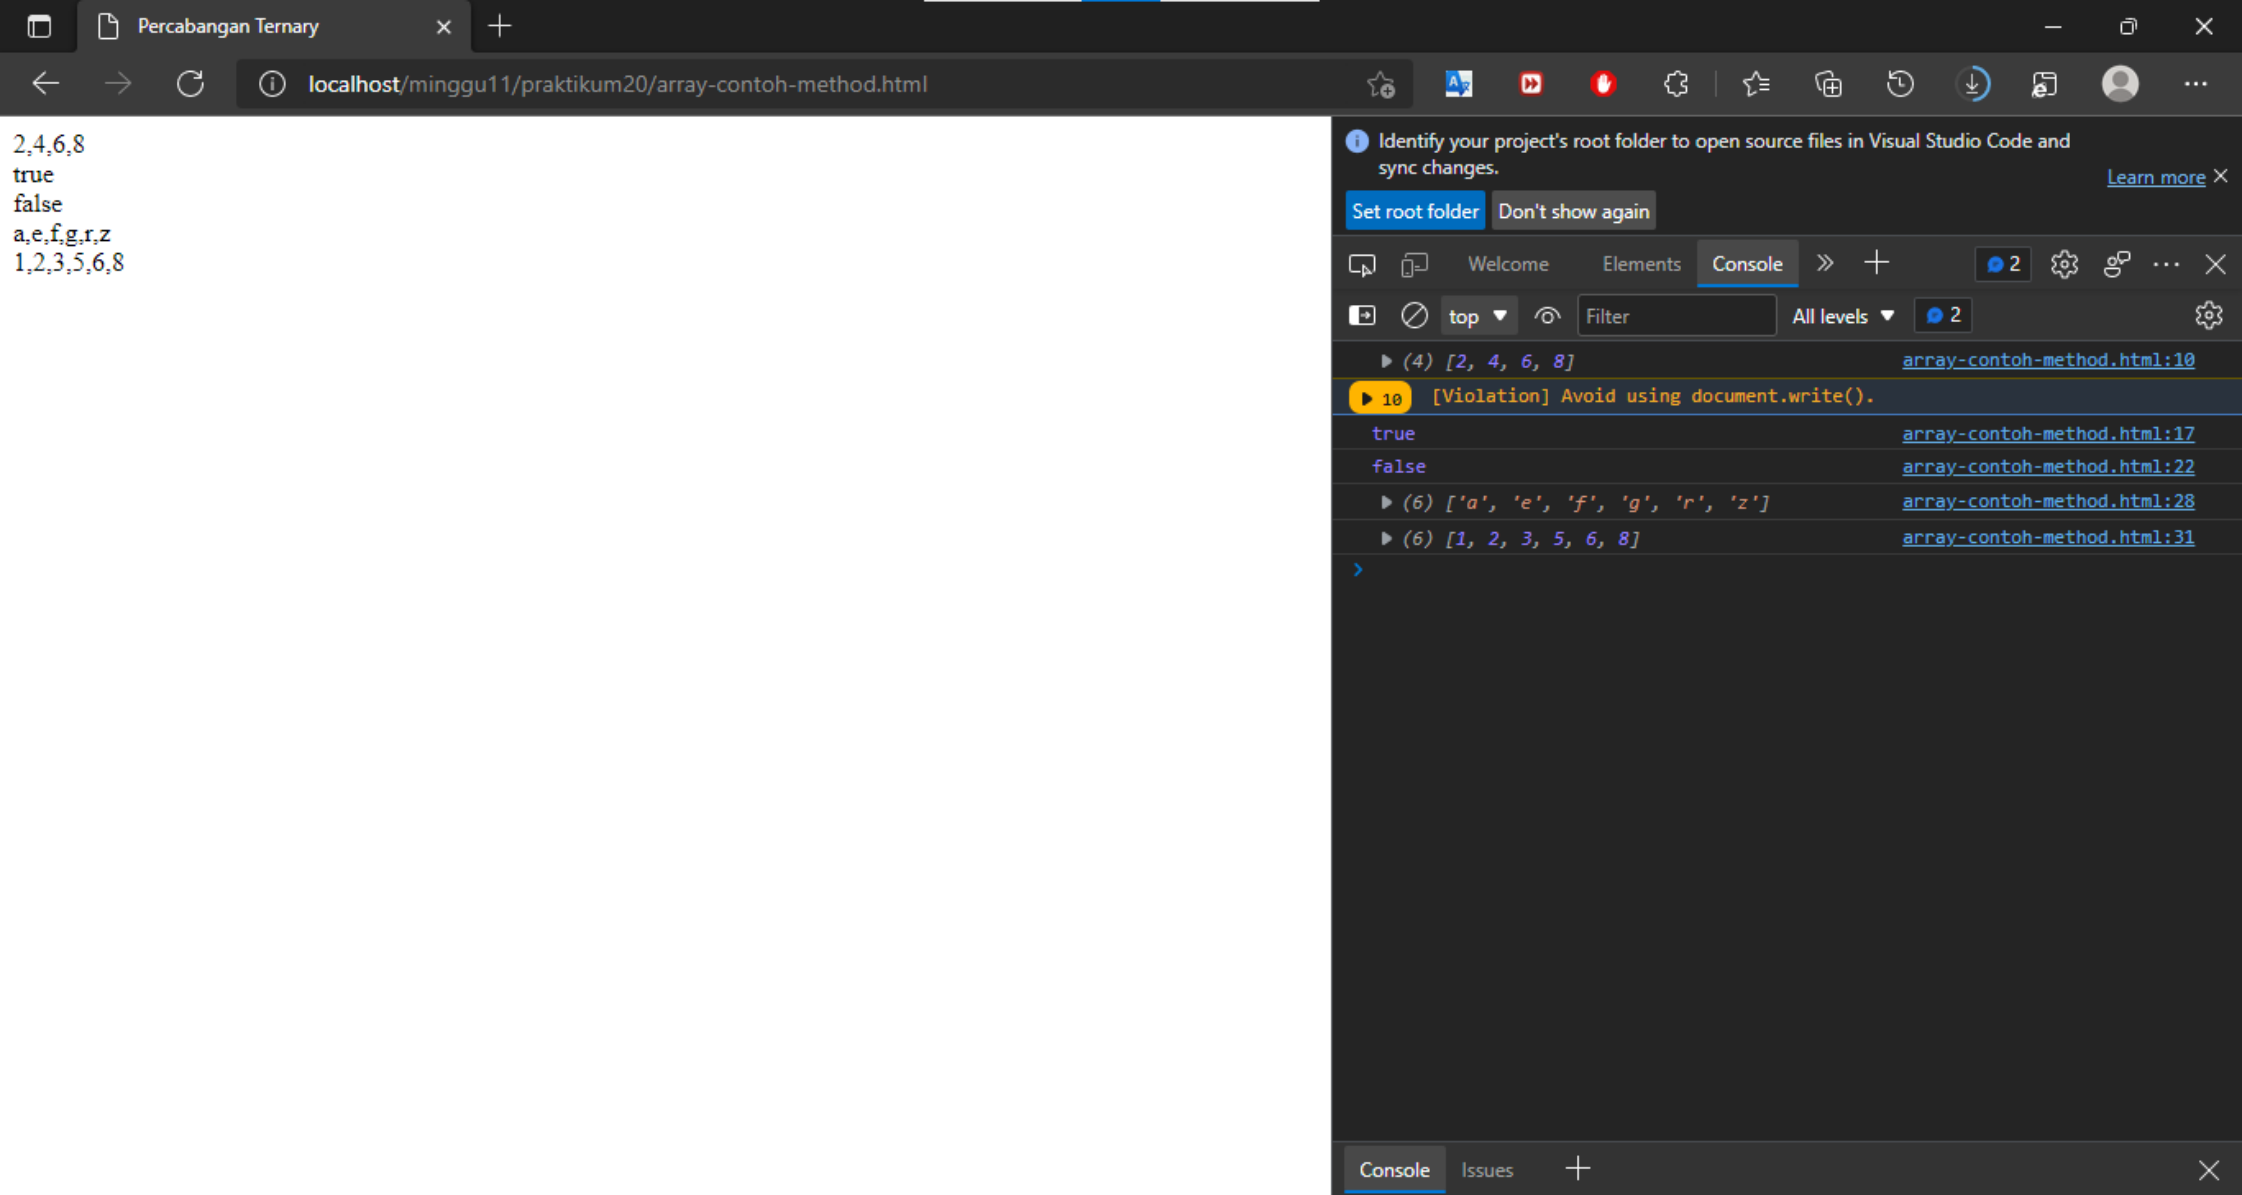 Percabangan Ternary
localhost/minggu11/praktikum20/array-contoh-method.html
2,4,6,8
true
false
a,e,f,g,r,z
1,2,3,5,6,8
Identify your project's root folder to open source files in Visual Studio Code and
sync changes.
Learn more
Set root folder Don't show again
Welcome Elements Console 2
top Filter All levels 2
(4) [2, 4, 6, 8] array-contoh-method.html:10
10 [Violation] Avoid using document.write().
true array-contoh-method.html:17
false array-contoh-method.html:22
(6) ['a', 'e', 'f', 'g', 'r', 'z'] array-contoh-method.html:28
(6) [1, 2, 3, 5, 6, 8] array-contoh-method.html:31
Console Issues